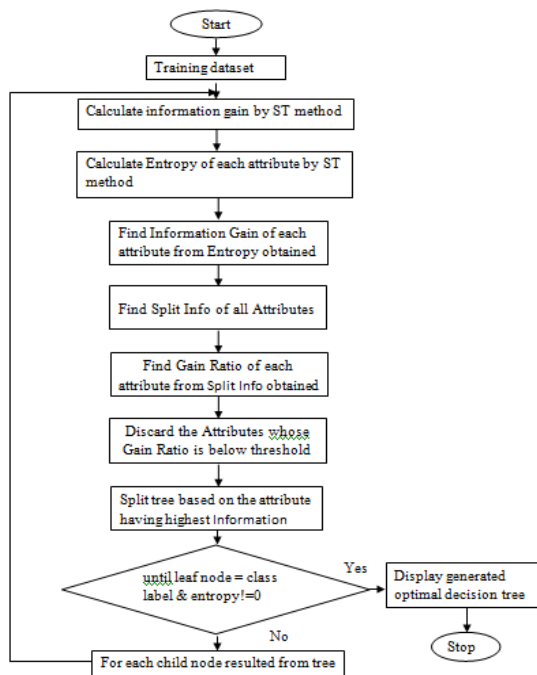 Start
Training dataset
Calculate information gain by ST method
Calculate Entropy of each attribute by ST
method
Find Information Gain of each
attribute from Entropy obtained
Find Split Info of all Attributes
Find Gain Ratio of each
attribute from Split Info obtained
Discard the Attributes whose
Gain Ratio is below threshold
Split tree based on the attribute
having highest Information
until leaf node = class
label & entropy!=0
Yes
Display generated
optimal decision tree
No
Stop
For each child node resulted from tree